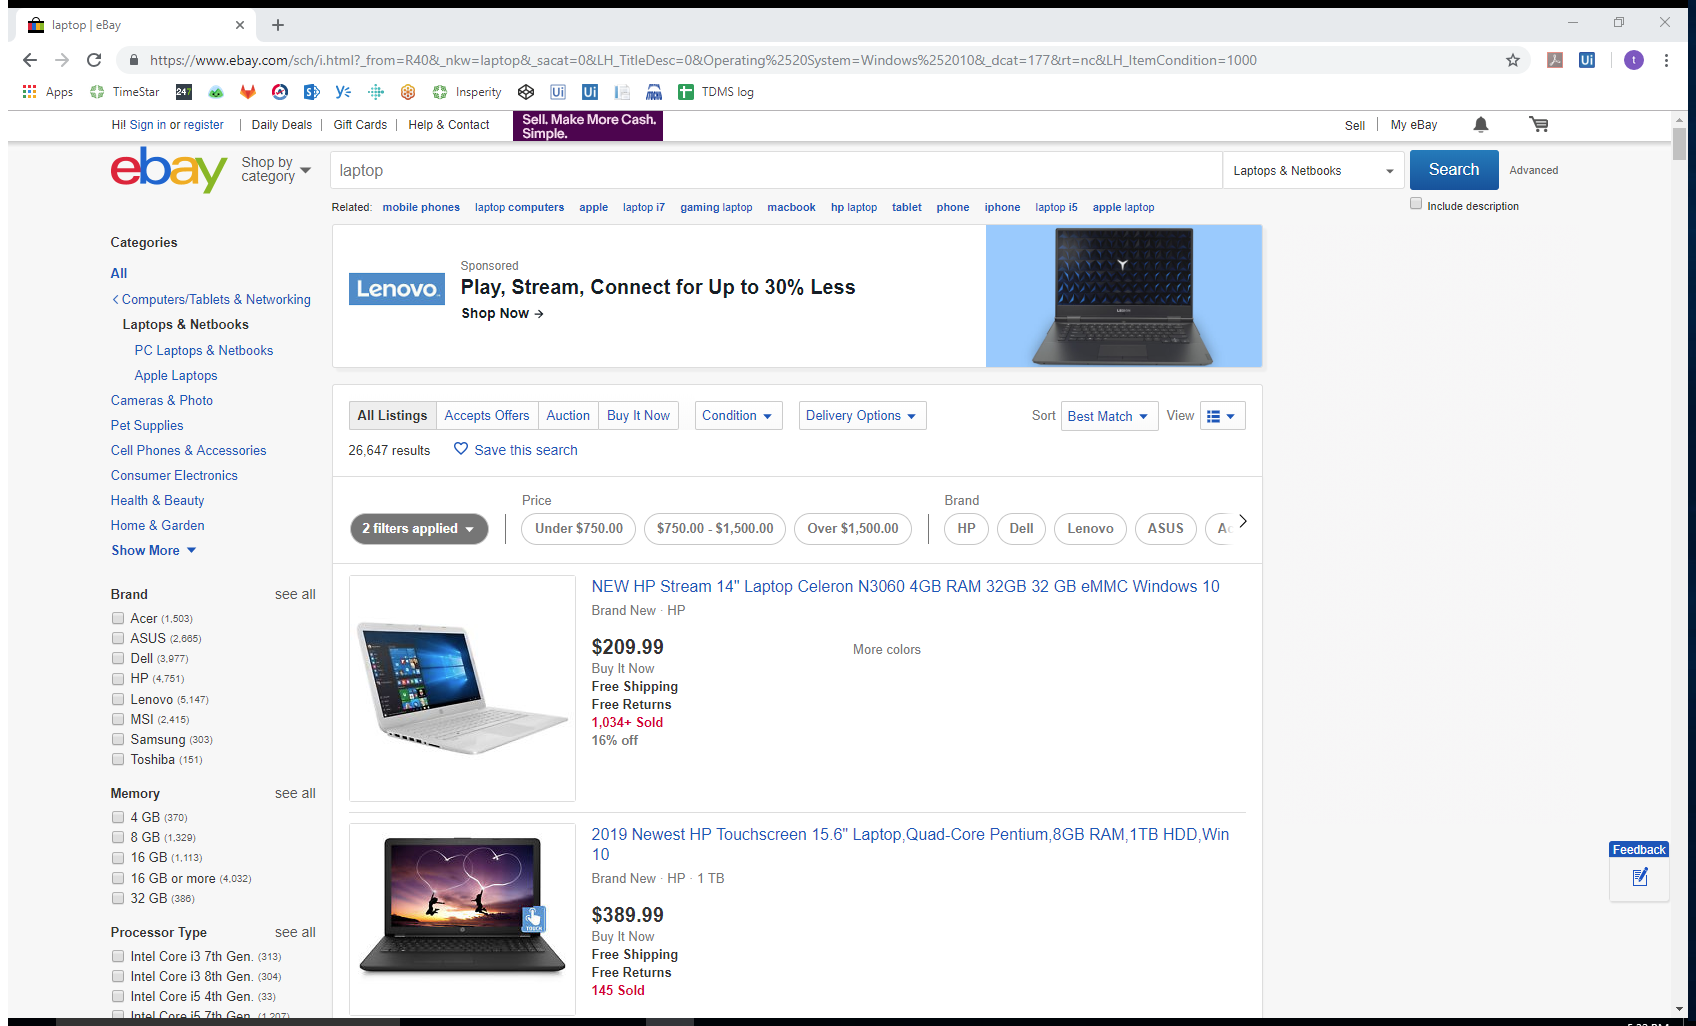 laptop | eBay
https://www.ebay.com/sch/i.html?_from=R40&_nkw=laptop&_sacat=0&LH_TitleDesc=0&Operating%2520System=Windows%252010&_dcat=177&rt=nc&LH_ItemCondition=1000
t
Apps TimeStar 247 Insperity Ui Ui TDMS log
Hi! Sign in or register | Daily Deals | Gift Cards | Help & Contact
Sell. Make More Cash.
Simple.
Sell | My eBay
ebay
Shop by
category
laptop
Laptops & Netbooks
Search
Advanced
Include description
Related: mobile phones laptop computers apple laptop i7 gaming laptop macbook hp laptop tablet phone iphone laptop i5 apple laptop
Categories
All
Computers/Tablets & Networking
Laptops & Netbooks
PC Laptops & Netbooks
Apple Laptops
Cameras & Photo
Pet Supplies
Cell Phones & Accessories
Consumer Electronics
Health & Beauty
Home & Garden
Show More
Brand see all
Acer (1,503)
ASUS (2,665)
Dell (3,977)
HP (4,751)
Lenovo (5,147)
MSI (2,415)
Samsung (303)
Toshiba (151)
Memory see all
4 GB (370)
8 GB (1,329)
16 GB (1,113)
16 GB or more (4,032)
32 GB (386)
Processor Type see all
Intel Core i3 7th Gen. (313)
Intel Core i3 8th Gen. (304)
Intel Core i5 4th Gen. (33)
Intel Core i5 7th Gen. (1,207)
Lenovo
Sponsored
Play, Stream, Connect for Up to 30% Less
Shop Now →
All Listings Accepts Offers Auction Buy It Now Condition Delivery Options Sort Best Match View
26,647 results Save this search
Price Brand
2 filters applied Under $750.00 $750.00 - $1,500.00 Over $1,500.00 HP Dell Lenovo ASUS
NEW HP Stream 14" Laptop Celeron N3060 4GB RAM 32GB 32 GB eMMC Windows 10
Brand New · HP
$209.99
More colors
Buy It Now
Free Shipping
Free Returns
1,034+ Sold
16% off
2019 Newest HP Touchscreen 15.6" Laptop,Quad-Core Pentium,8GB RAM,1TB HDD,Win
10
Brand New · HP · 1 TB
$389.99
Buy It Now
Free Shipping
Free Returns
145 Sold
TOUCH
Feedback